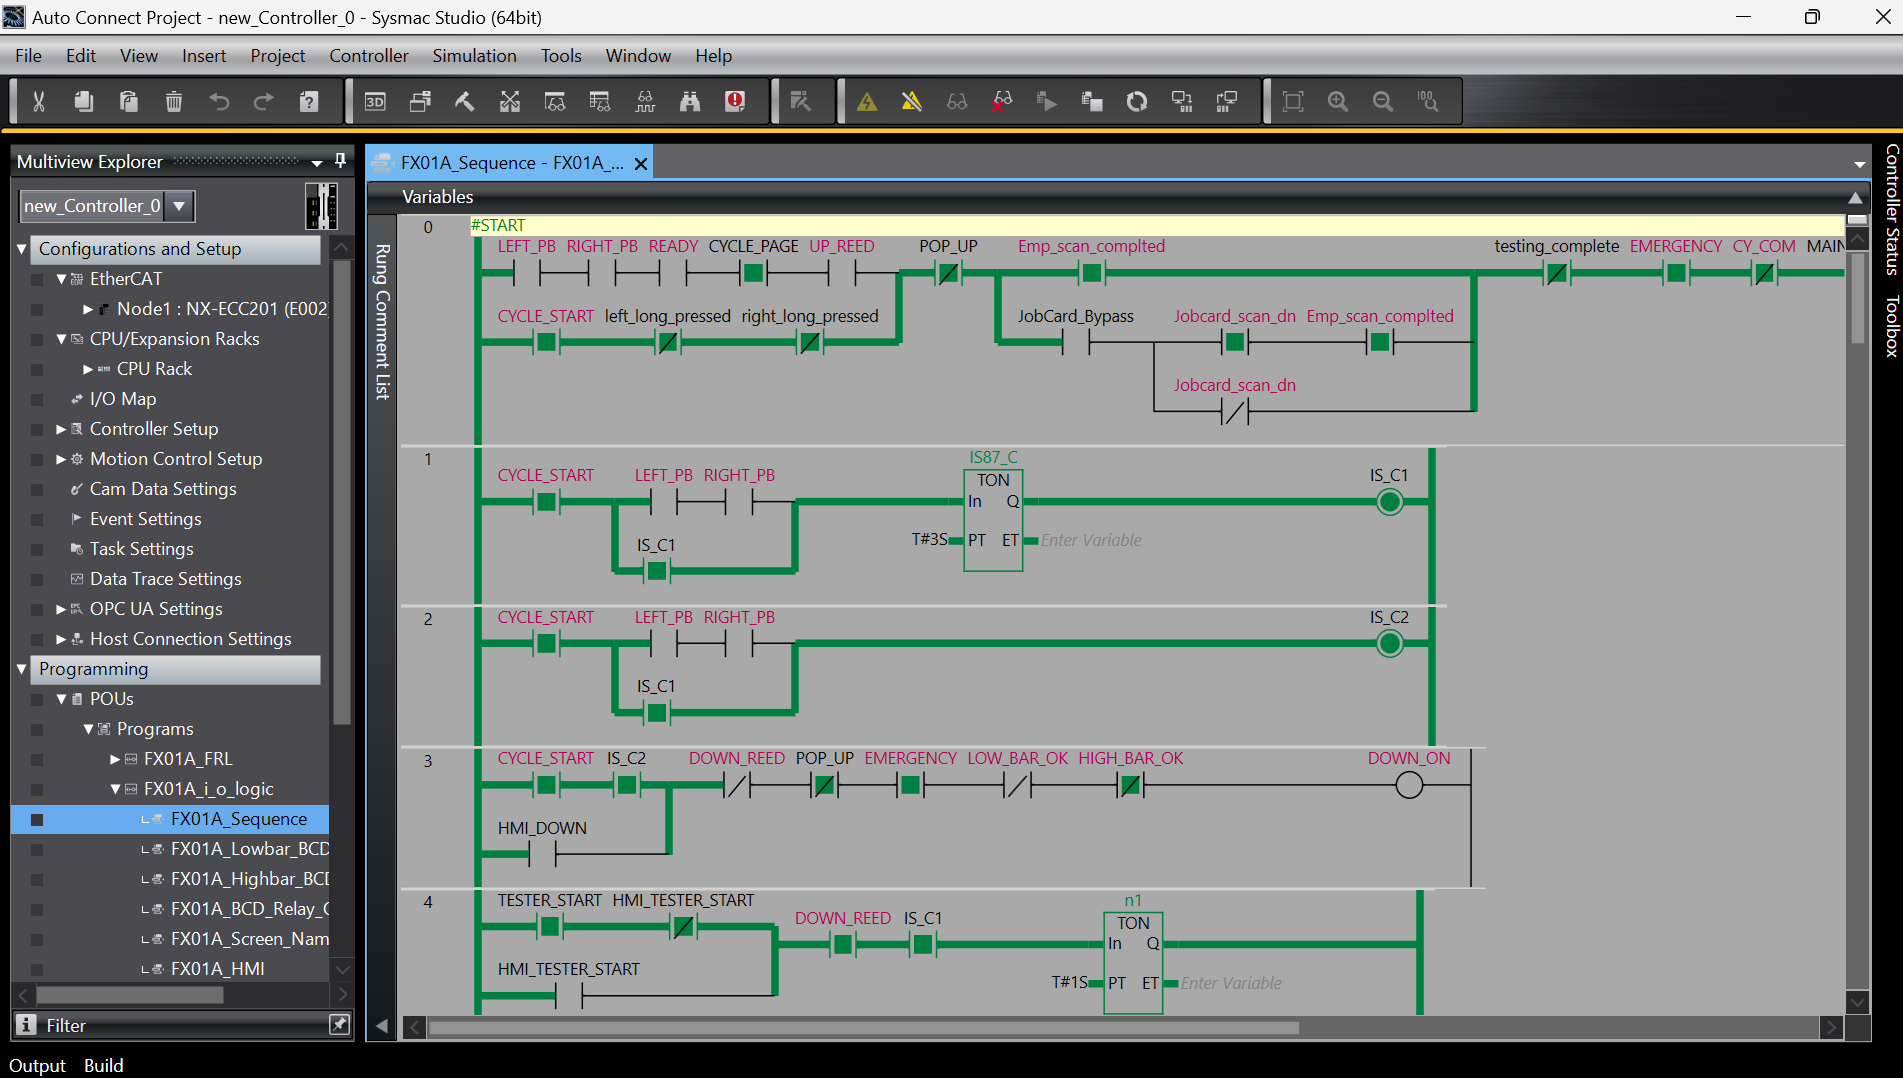 Auto Connect Project - new_Controller_0 - Sysmac Studio (64bit)
File Edit View Insert Project Controller Simulation Tools Window Help
3D
Multiview Explorer
new_Controller_0
Configurations and Setup
EtherCAT
Node1 : NX-ECC201 (E002
CPU/Expansion Racks
CPU Rack
I/O Map
Controller Setup
Motion Control Setup
Cam Data Settings
Event Settings
Task Settings
Data Trace Settings
OPC UA Settings
Host Connection Settings
Programming
POUs
Programs
FX01A_FRL
FX01A_i_o_logic
FX01A_Sequence
FX01A_Lowbar_BCD
FX01A_Highbar_BCD
FX01A_BCD_Relay_
FX01A_Screen_Nam
FX01A_HMI
Filter
Output Build
FX01A_Sequence - FX01A_...
Variables
Rung Comment List
0
#START
LEFT_PB RIGHT_PB READY CYCLE_PAGE UP_REED POP_UP Emp_scan_complted testing_complete EMERGENCY CY_COM MAIN
CYCLE_START left_long_pressed right_long_pressed JobCard_Bypass Jobcard_scan_dn Emp_scan_complted
Jobcard_scan_dn
1
IS87_C
CYCLE_START LEFT_PB RIGHT_PB TON IS_C1
In Q
IS_C1 T#3S PT ET Enter Variable
2
CYCLE_START LEFT_PB RIGHT_PB IS_C2
IS_C1
3
CYCLE_START IS_C2 DOWN_REED POP_UP EMERGENCY LOW_BAR_OK HIGH_BAR_OK DOWN_ON
HMI_DOWN
4
TESTER_START HMI_TESTER_START n1
DOWN_REED IS_C1 TON
In Q
HMI_TESTER_START T#1S PT ET Enter Variable
Controller Status
Toolbox